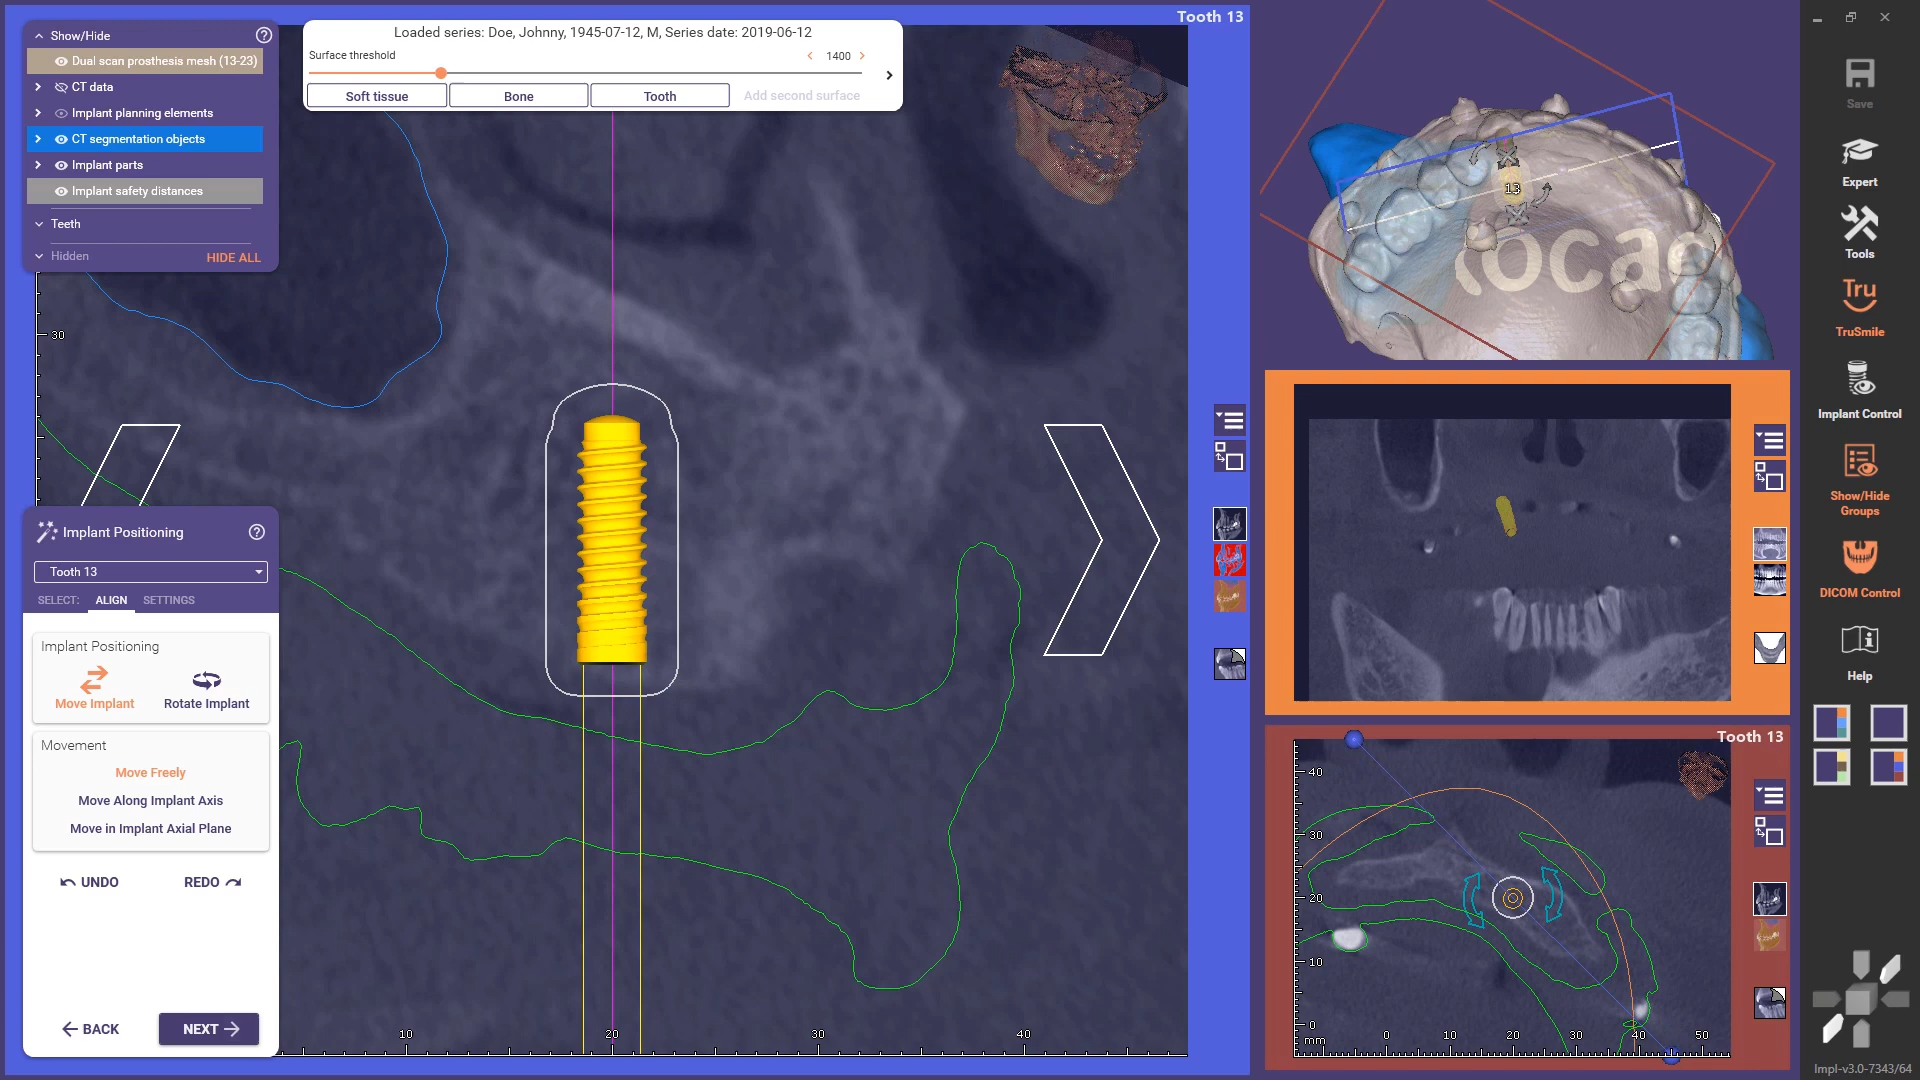 Show/Hide
Dual scan prosthesis mesh (13-23)
CT data
Implant planning elements
CT segmentation objects
Implant parts
Implant safety distances
Teeth
Hidden
HIDE ALL
Loaded series: Doe, Johnny, 1945-07-12, M, Series date: 2019-06-12
Surface threshold
1400
Soft tissue
Bone
Tooth
Add second surface
Tooth 13
30
10
20
30
40
Implant Positioning
Tooth 13
SELECT:
ALIGN
SETTINGS
Implant Positioning
Move Implant
Rotate Implant
Movement
Move Freely
Move Along Implant Axis
Move in Implant Axial Plane
UNDO
REDO
BACK
NEXT
13
ocad
Tooth 13
40
30
20
10
0
mm
0
10
20
30
40
50
Save
Expert
Tools
Tru
TruSmile
Implant Control
Show/Hide
Groups
DICOM Control
Help
Impl-v3.0-7343/64